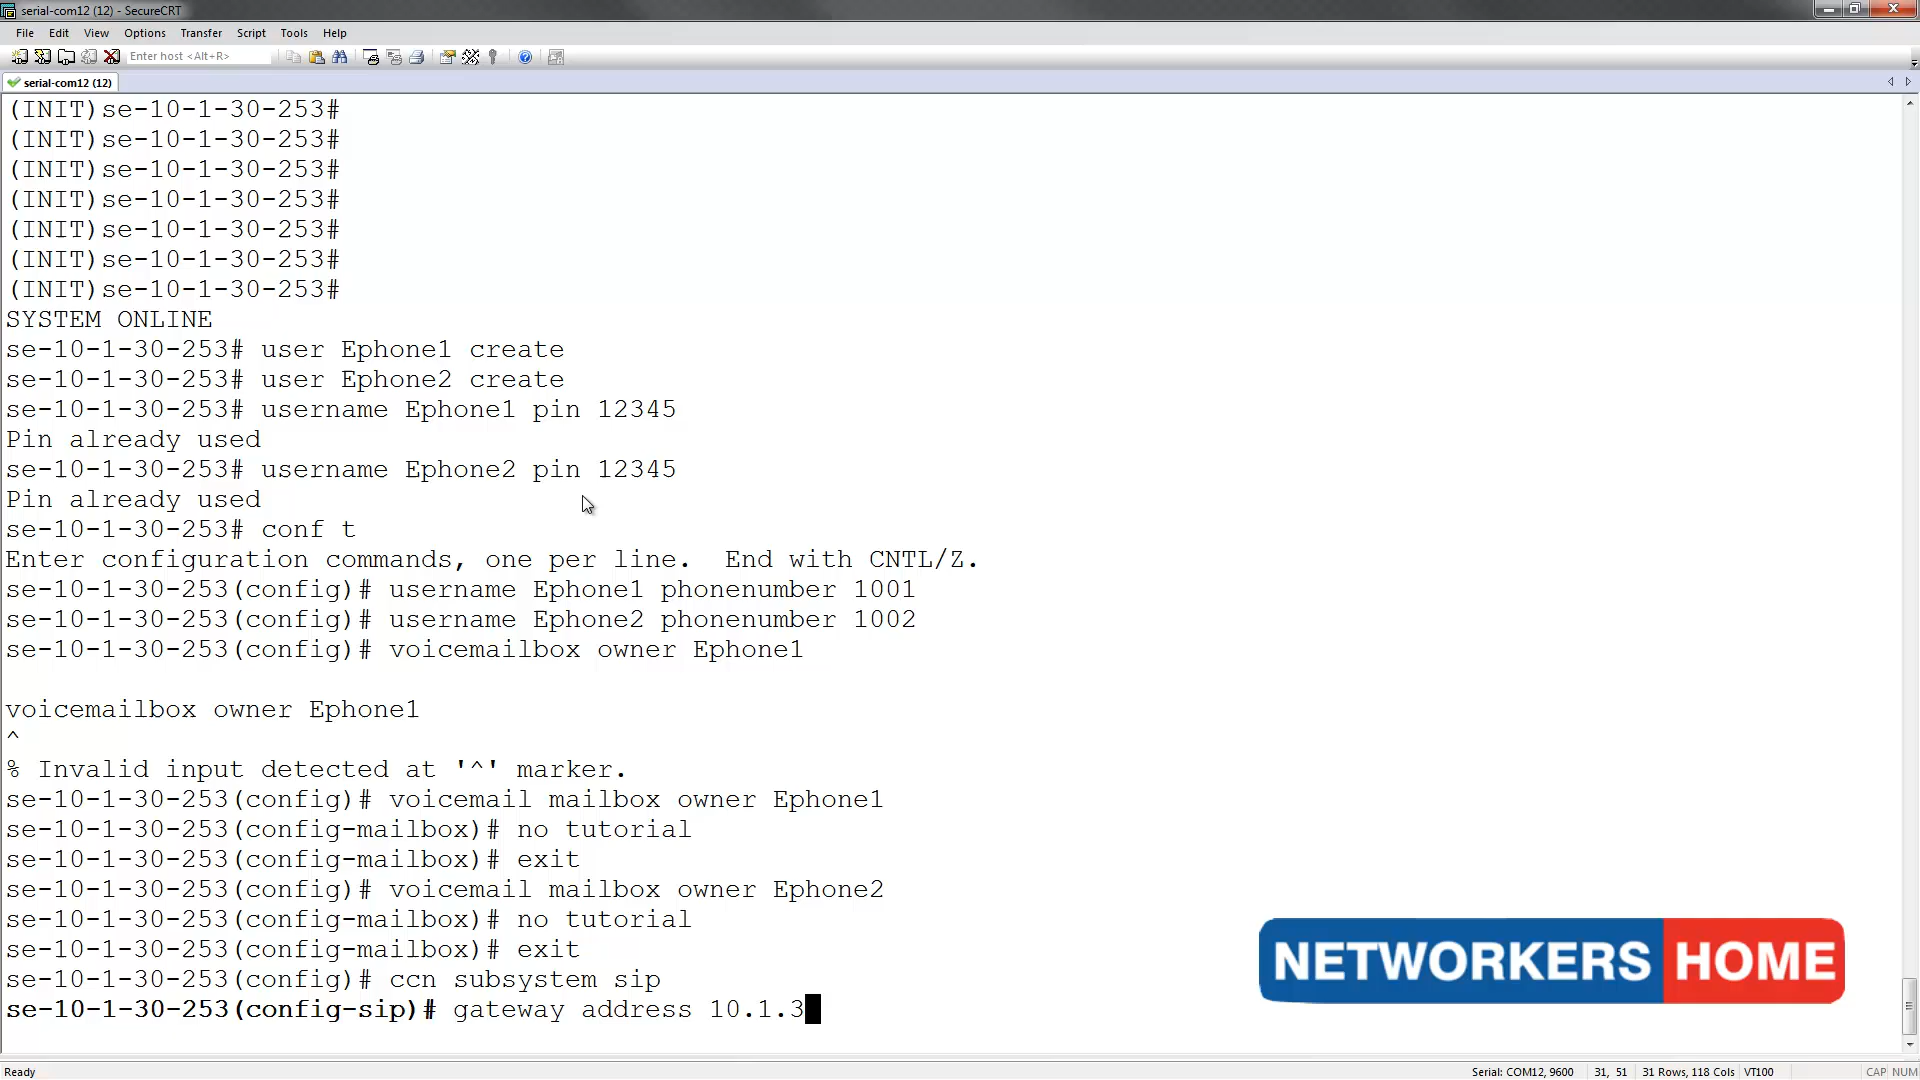 serial-com12 (12) - SecureCRT
File Edit View Options Transfer Script Tools Help
Enter host <Alt+R>
serial-com12 (12)
(INIT)se-10-1-30-253#
(INIT)se-10-1-30-253#
(INIT)se-10-1-30-253#
(INIT)se-10-1-30-253#
(INIT)se-10-1-30-253#
(INIT)se-10-1-30-253#
(INIT)se-10-1-30-253#
SYSTEM ONLINE
se-10-1-30-253# user Ephone1 create
se-10-1-30-253# user Ephone2 create
se-10-1-30-253# username Ephone1 pin 12345
Pin already used
se-10-1-30-253# username Ephone2 pin 12345
Pin already used
se-10-1-30-253# conf t
Enter configuration commands, one per line.  End with CNTL/Z.
se-10-1-30-253(config)# username Ephone1 phonenumber 1001
se-10-1-30-253(config)# username Ephone2 phonenumber 1002
se-10-1-30-253(config)# voicemailbox owner Ephone1
voicemailbox owner Ephone1
^
% Invalid input detected at '^' marker.
se-10-1-30-253(config)# voicemail mailbox owner Ephone1
se-10-1-30-253(config-mailbox)# no tutorial
se-10-1-30-253(config-mailbox)# exit
se-10-1-30-253(config)# voicemail mailbox owner Ephone2
se-10-1-30-253(config-mailbox)# no tutorial
se-10-1-30-253(config-mailbox)# exit
se-10-1-30-253(config)# ccn subsystem sip
se-10-1-30-253(config-sip)# gateway address 10.1.3
NETWORKERS HOME
Ready Serial: COM12, 9600 31, 51 31 Rows, 118 Cols VT100 CAP NUM